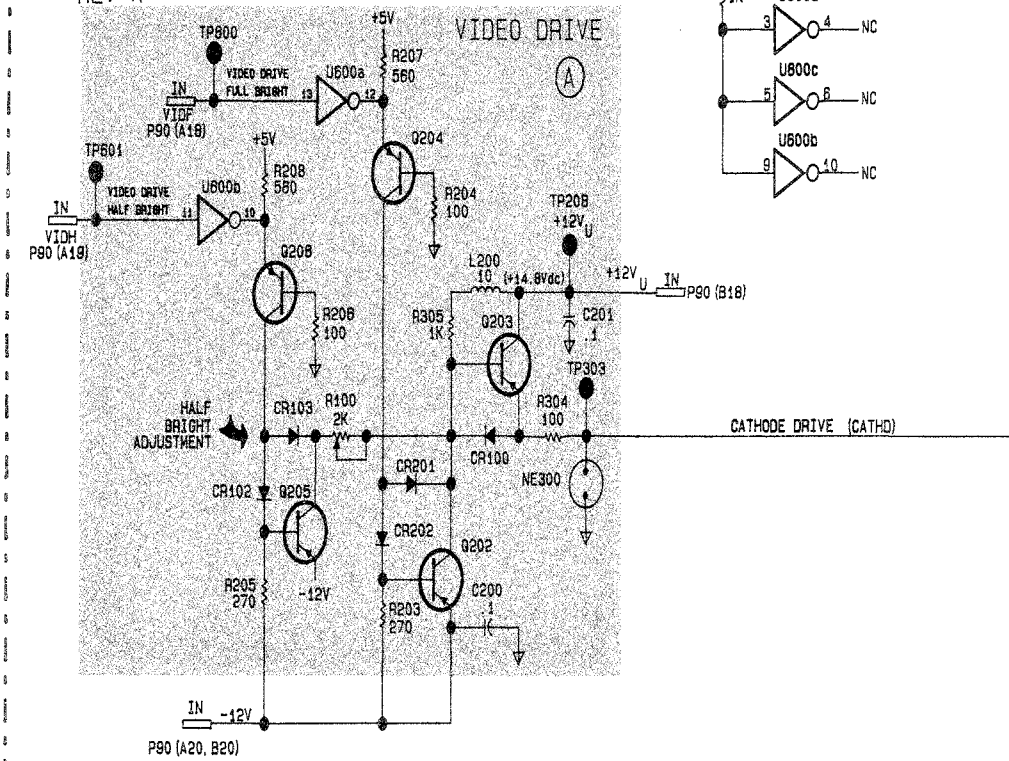 +5V
TP600
R207
560
VIDEO DRIVE
A
VIDEO DRIVE
FULL BRIGHT
U600a
13
12
IN
VIDF
P90 (A18)
TP601
+5V
R208
560
Q204
R204
100
VIDEO DRIVE
HALF BRIGHT
U600b
11
10
IN
VIDH
P90 (A19)
Q206
R206
100
TP208
+12V U
L200
10
(+14.8Vdc)
+12V U
IN
P90 (B18)
R305
1K
Q203
C201
.1
TP303
HALF
BRIGHT
ADJUSTMENT
CR103
R100
2K
R304
100
CATHODE DRIVE (CATHD)
CR100
CR201
NE300
CR102
Q205
CR202
Q202
C200
.1
R205
270
-12V
R203
270
IN
-12V
P90 (A20, B20)
3
4
NC
U600c
5
6
NC
U600b
9
10
NC